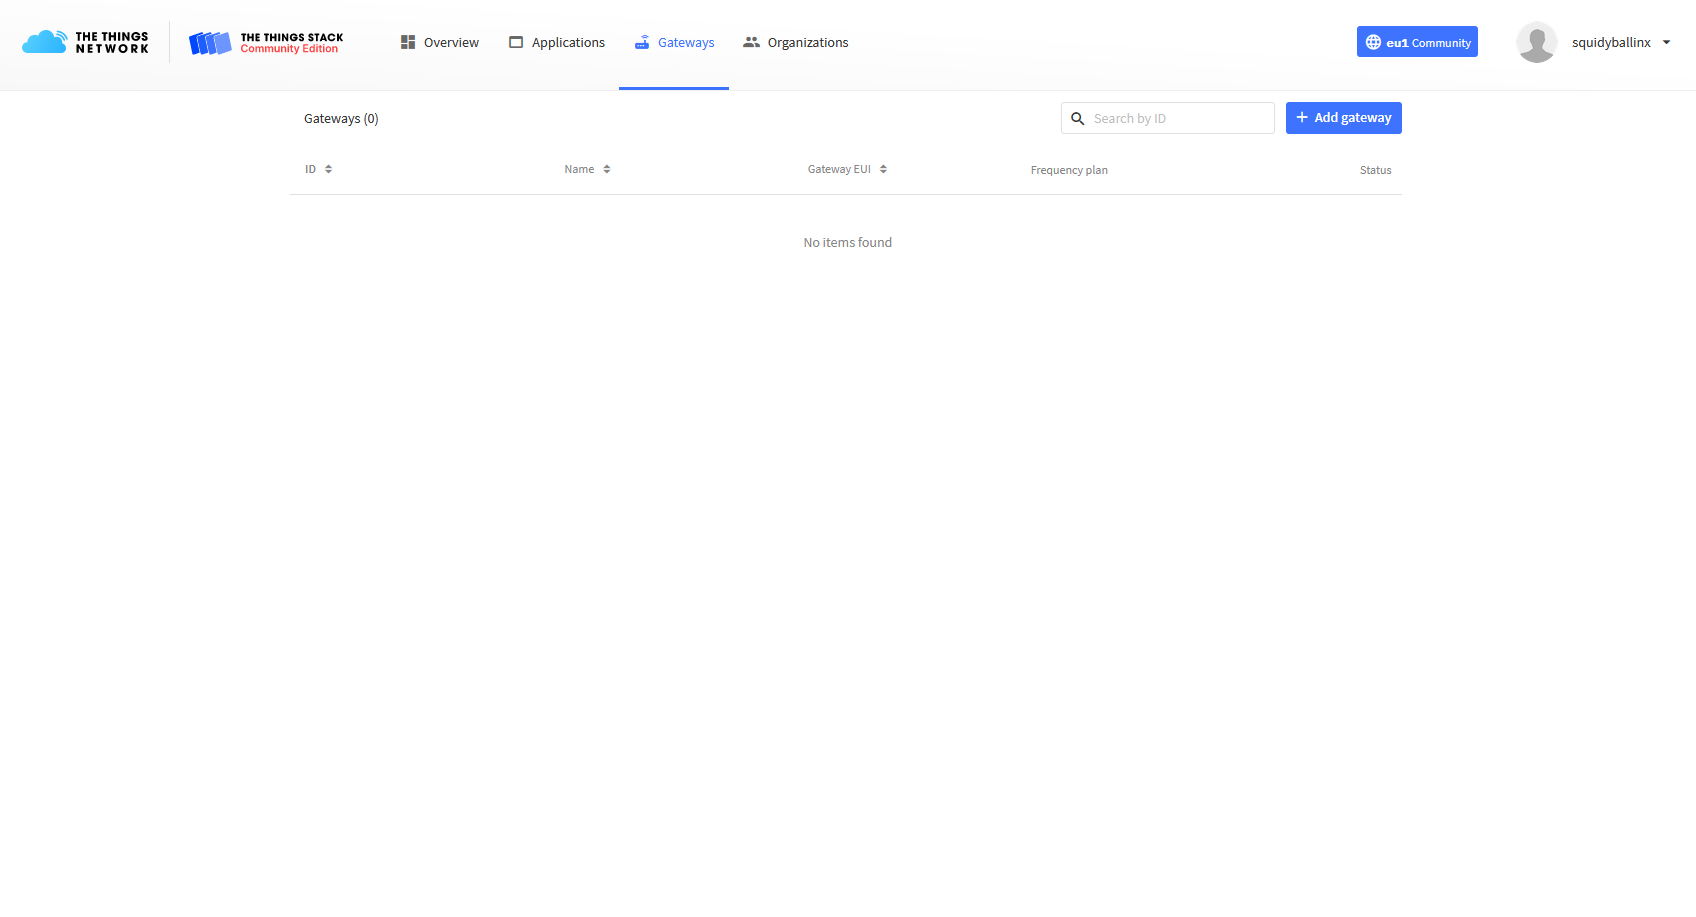 THE THINGS
NETWORK
THE THINGS STACK
Community Edition
Overview
Applications
Gateways
Organizations
eu1 Community
squidyballinx
Gateways (0)
Search by ID
+ Add gateway
ID
Name
Gateway EUI
Frequency plan
Status
No items found